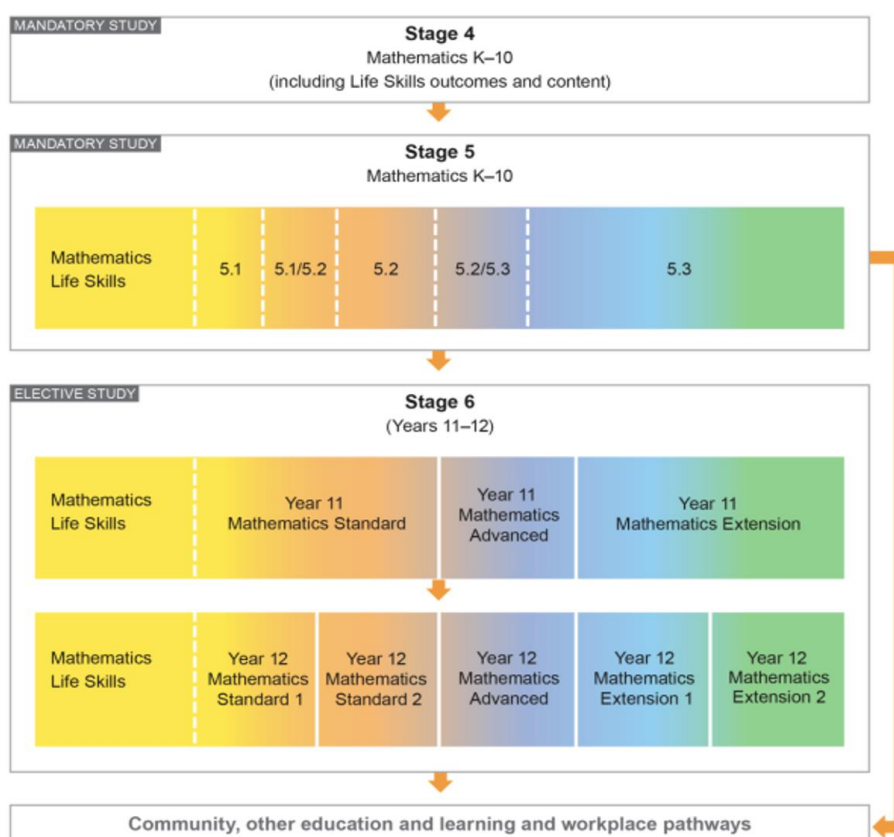 MANDATORY STUDY
Stage 4
Mathematics K–10
(including Life Skills outcomes and content)
MANDATORY STUDY
Stage 5
Mathematics K–10
Mathematics
Life Skills
5.1
5.1/5.2
5.2
5.2/5.3
5.3
ELECTIVE STUDY
Stage 6
(Years 11–12)
Mathematics
Life Skills
Year 11
Mathematics Standard
Year 11
Mathematics
Advanced
Year 11
Mathematics Extension
Mathematics
Life Skills
Year 12
Mathematics
Standard 1
Year 12
Mathematics
Standard 2
Year 12
Mathematics
Advanced
Year 12
Mathematics
Extension 1
Year 12
Mathematics
Extension 2
Community, other education and learning and workplace pathways